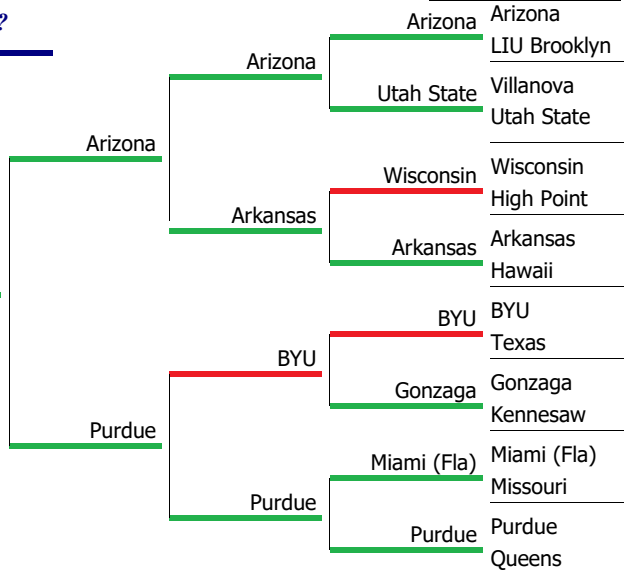 ?
Arizona
Arizona
LIU Brooklyn
Arizona
Villanova
Utah State
Utah State
Arizona
Wisconsin
Wisconsin
High Point
Arkansas
Arkansas
Arkansas
Hawaii
BYU
BYU
Texas
BYU
Gonzaga
Gonzaga
Kennesaw
Purdue
Miami (Fla)
Miami (Fla)
Missouri
Purdue
Purdue
Purdue
Queens